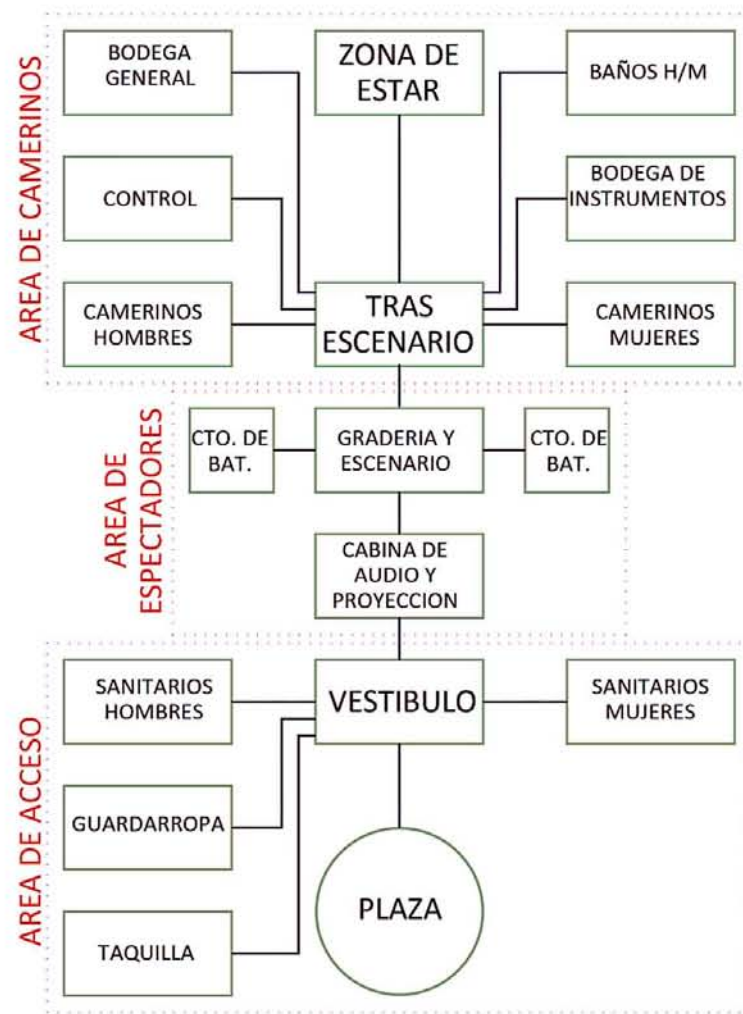 AREA DE CAMERINOS
BODEGA
GENERAL
ZONA DE
ESTAR
BAÑOS H/M
CONTROL
BODEGA DE
INSTRUMENTOS
CAMERINOS
HOMBRES
TRAS
ESCENARIO
CAMERINOS
MUJERES
AREA DE
ESPECTADORES
CTO. DE
BAT.
GRADERIA Y
ESCENARIO
CTO. DE
BAT.
CABINA DE
AUDIO Y
PROYECCION
AREA DE ACCESO
SANITARIOS
HOMBRES
VESTIBULO
SANITARIOS
MUJERES
GUARDARROPA
PLAZA
TAQUILLA